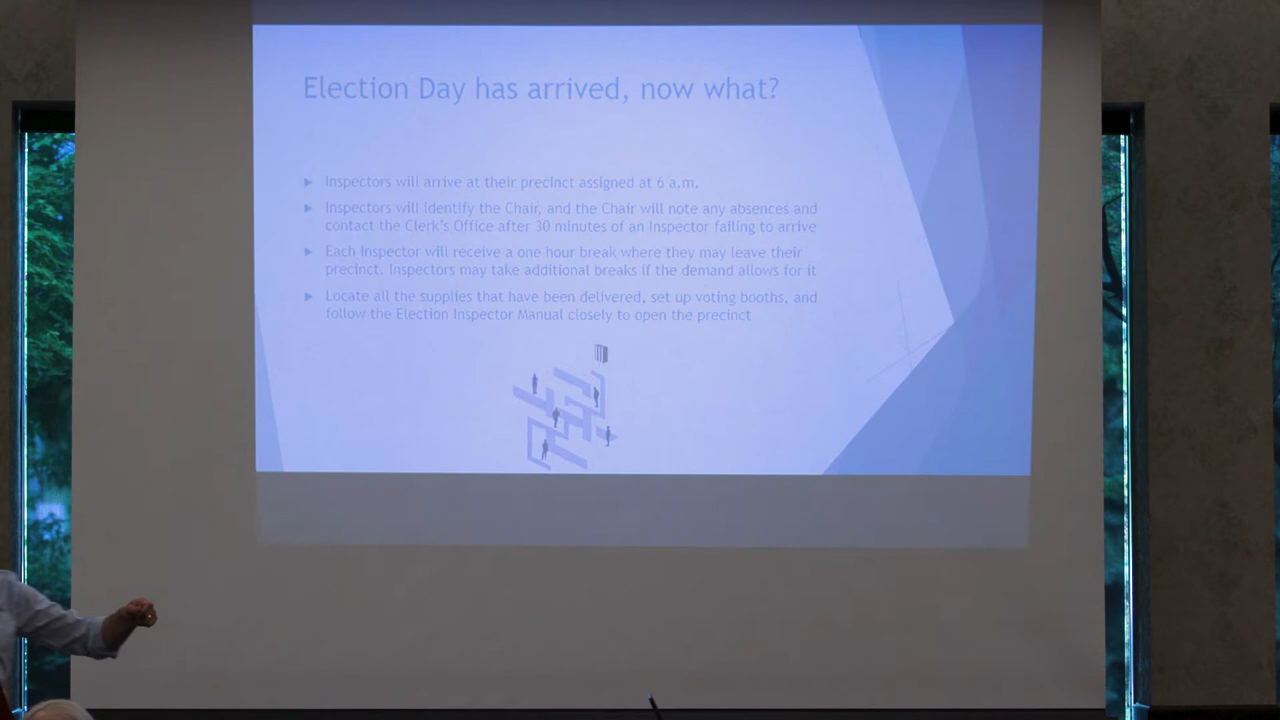 Election Day has arrived, now what?
Inspectors will arrive at their precinct assigned at 6 a.m.
Inspectors will identify the Chair, and the Chair will note any absences and
contact the Clerk's Office after 30 minutes of an Inspector failing to arrive
Each Inspector will receive a one hour break where they may leave their
precinct. Inspectors may take additional breaks if the demand allows for it
Locate all the supplies that have been delivered, set up voting booths, and
follow the Election Inspector Manual closely to open the precinct